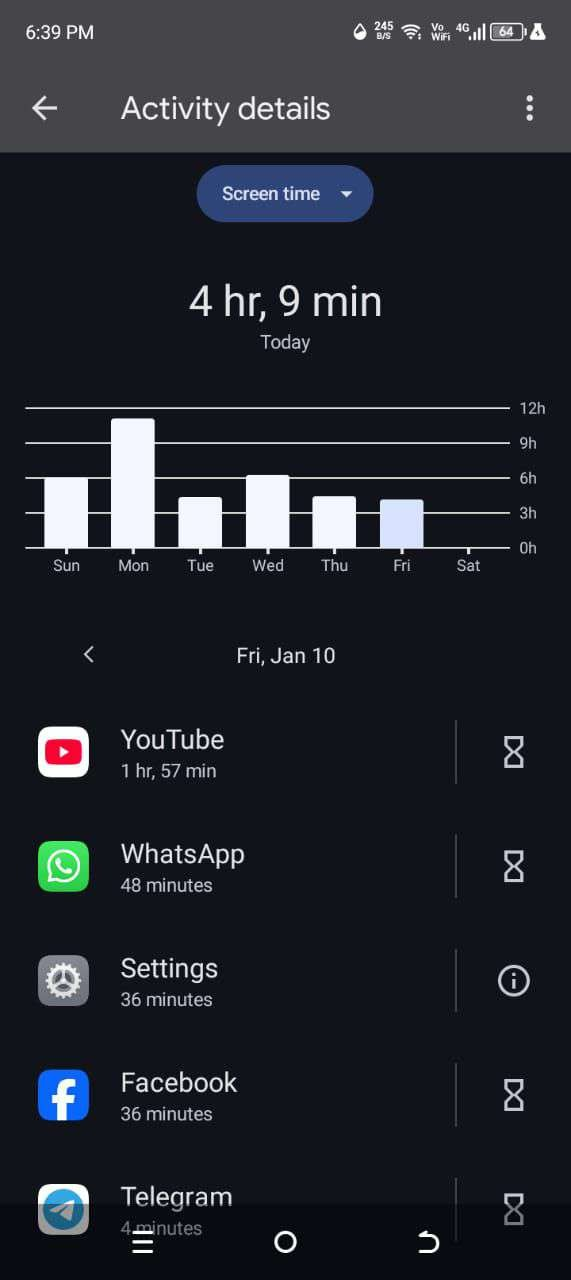 6:39 PM
245 B/S
Vo WiFi
4G
64
Activity details
Screen time
4 hr, 9 min
Today
12h
9h
6h
3h
0h
Sun Mon Tue Wed Thu Fri Sat
Fri, Jan 10
YouTube
1 hr, 57 min
WhatsApp
48 minutes
Settings
36 minutes
Facebook
36 minutes
Telegram
4 minutes